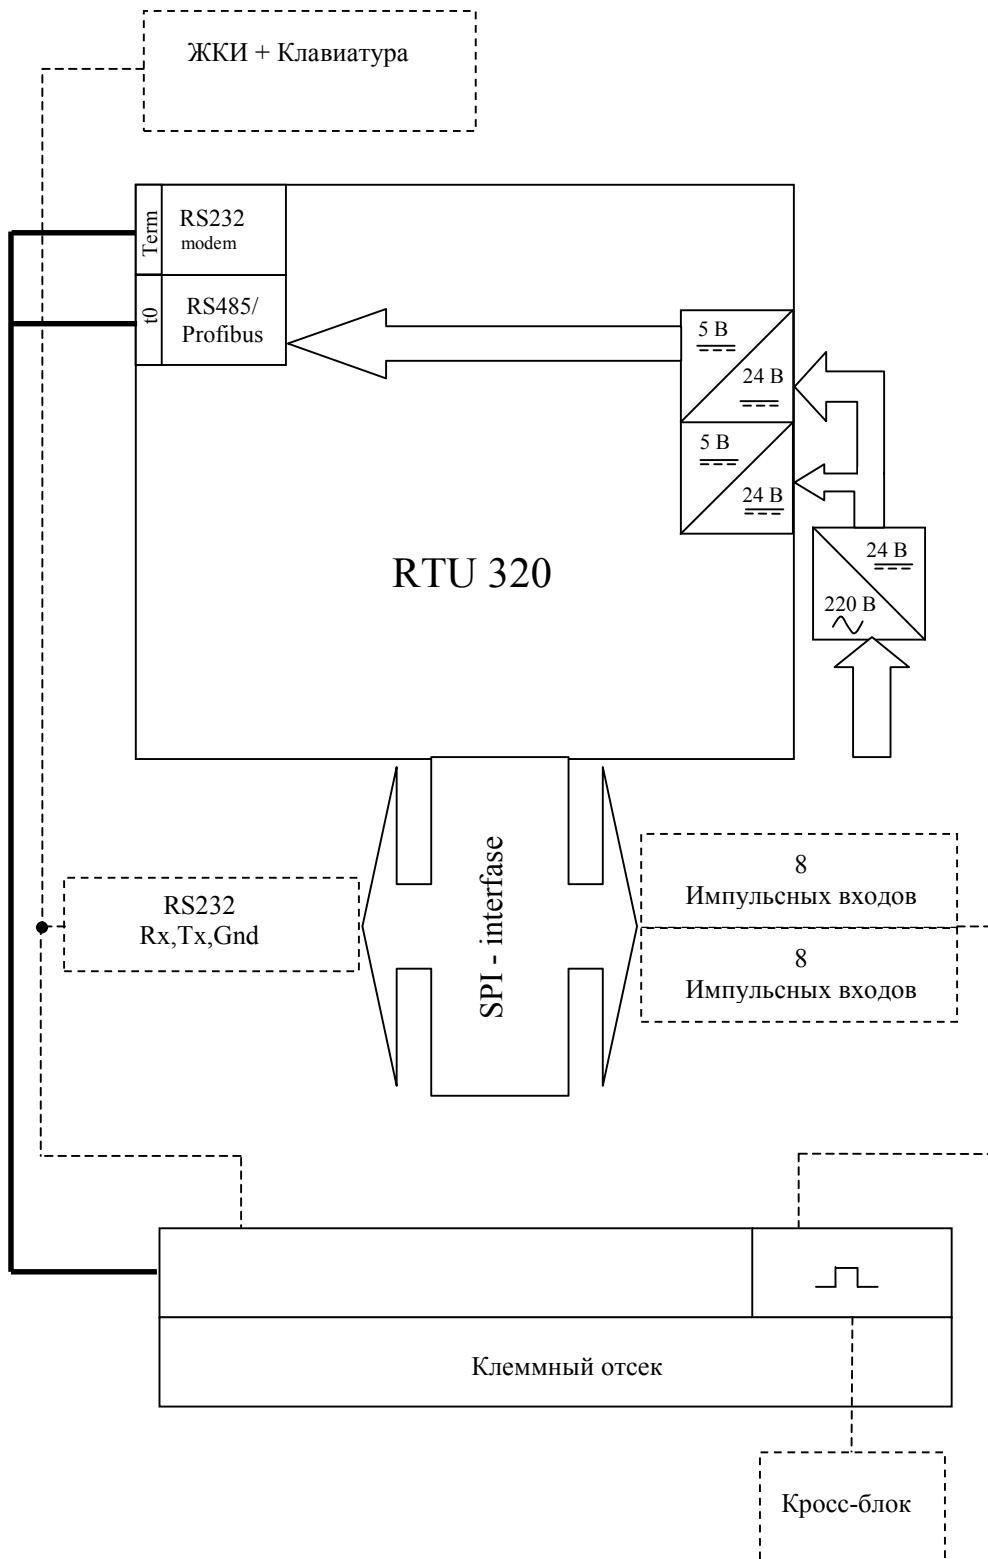 ЖКИ + Клавиатура
Term
RS232
modem
t0
RS485/
Profibus
5 В
24 В
5 В
24 В
RTU 320
24 В
220 В
SPI - interfase
RS232
Rx,Tx,Gnd
8
Импульсных входов
8
Импульсных входов
Клеммный отсек
Кросс-блок